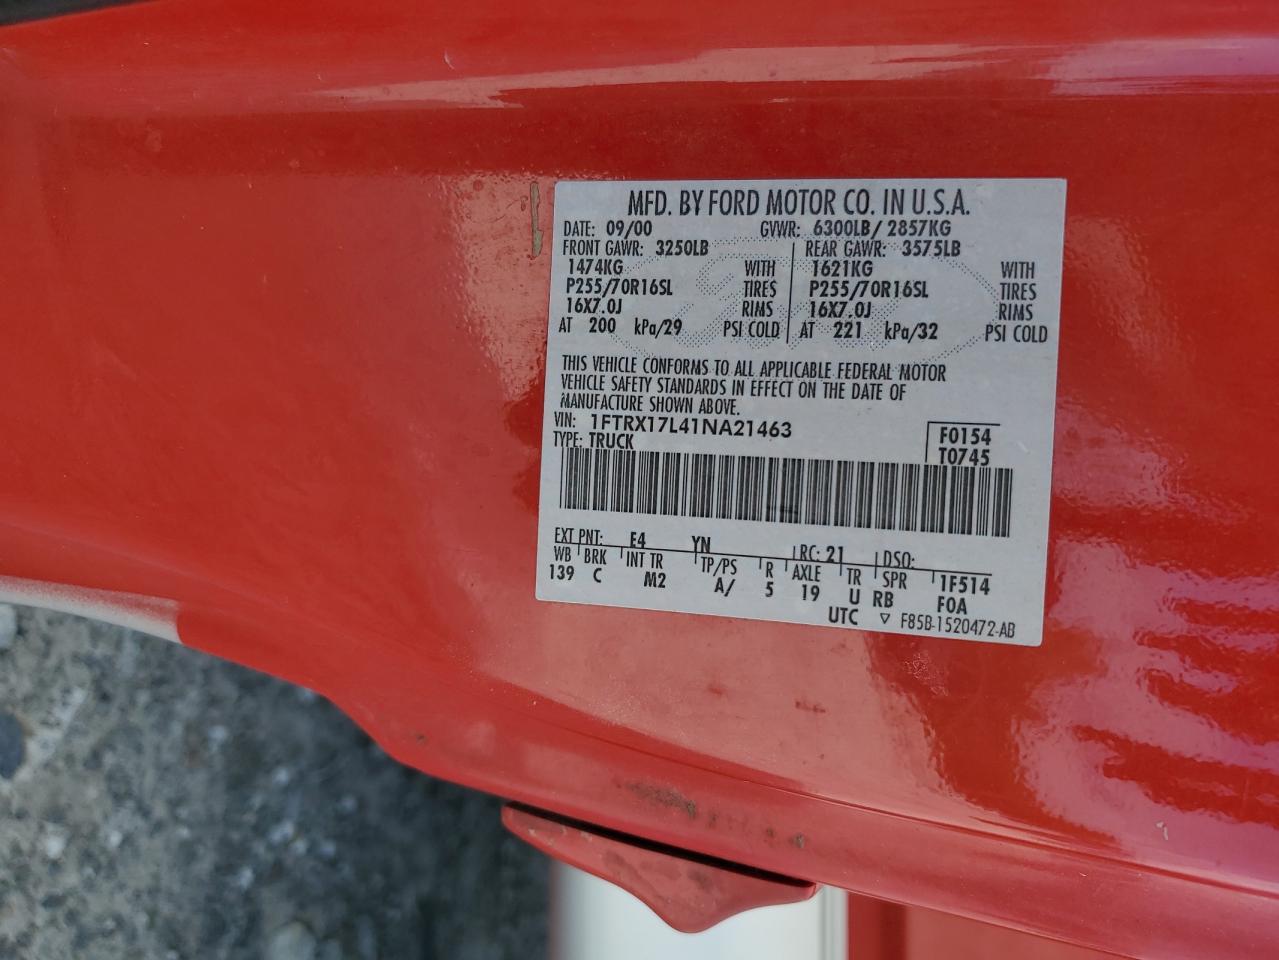 MFD. BY FORD MOTOR CO. IN U.S.A.
DATE: 09/00 GVWR: 6300LB/ 2857KG
FRONT GAWR: 3250LB REAR GAWR: 3575LB
1474KG WITH 1621KG WITH
P255/70R16SL TIRES P255/70R16SL TIRES
16X7.0J RIMS 16X7.0J RIMS
AT 200 kPa/29 PSI COLD AT 221 kPa/32 PSI COLD
THIS VEHICLE CONFORMS TO ALL APPLICABLE FEDERAL MOTOR
VEHICLE SAFETY STANDARDS IN EFFECT ON THE DATE OF
MANUFACTURE SHOWN ABOVE.
VIN: 1FTRX17L41NA21463 F0154
TYPE: TRUCK T0745
EXT PNT: E4 YN RC: 21 DSO:
WB BRK INT TR TP/PS R AXLE TR SPR 1F514
139 C M2 A/ 5 19 U RB F0A
UTC ▽ F85B-1520472-AB